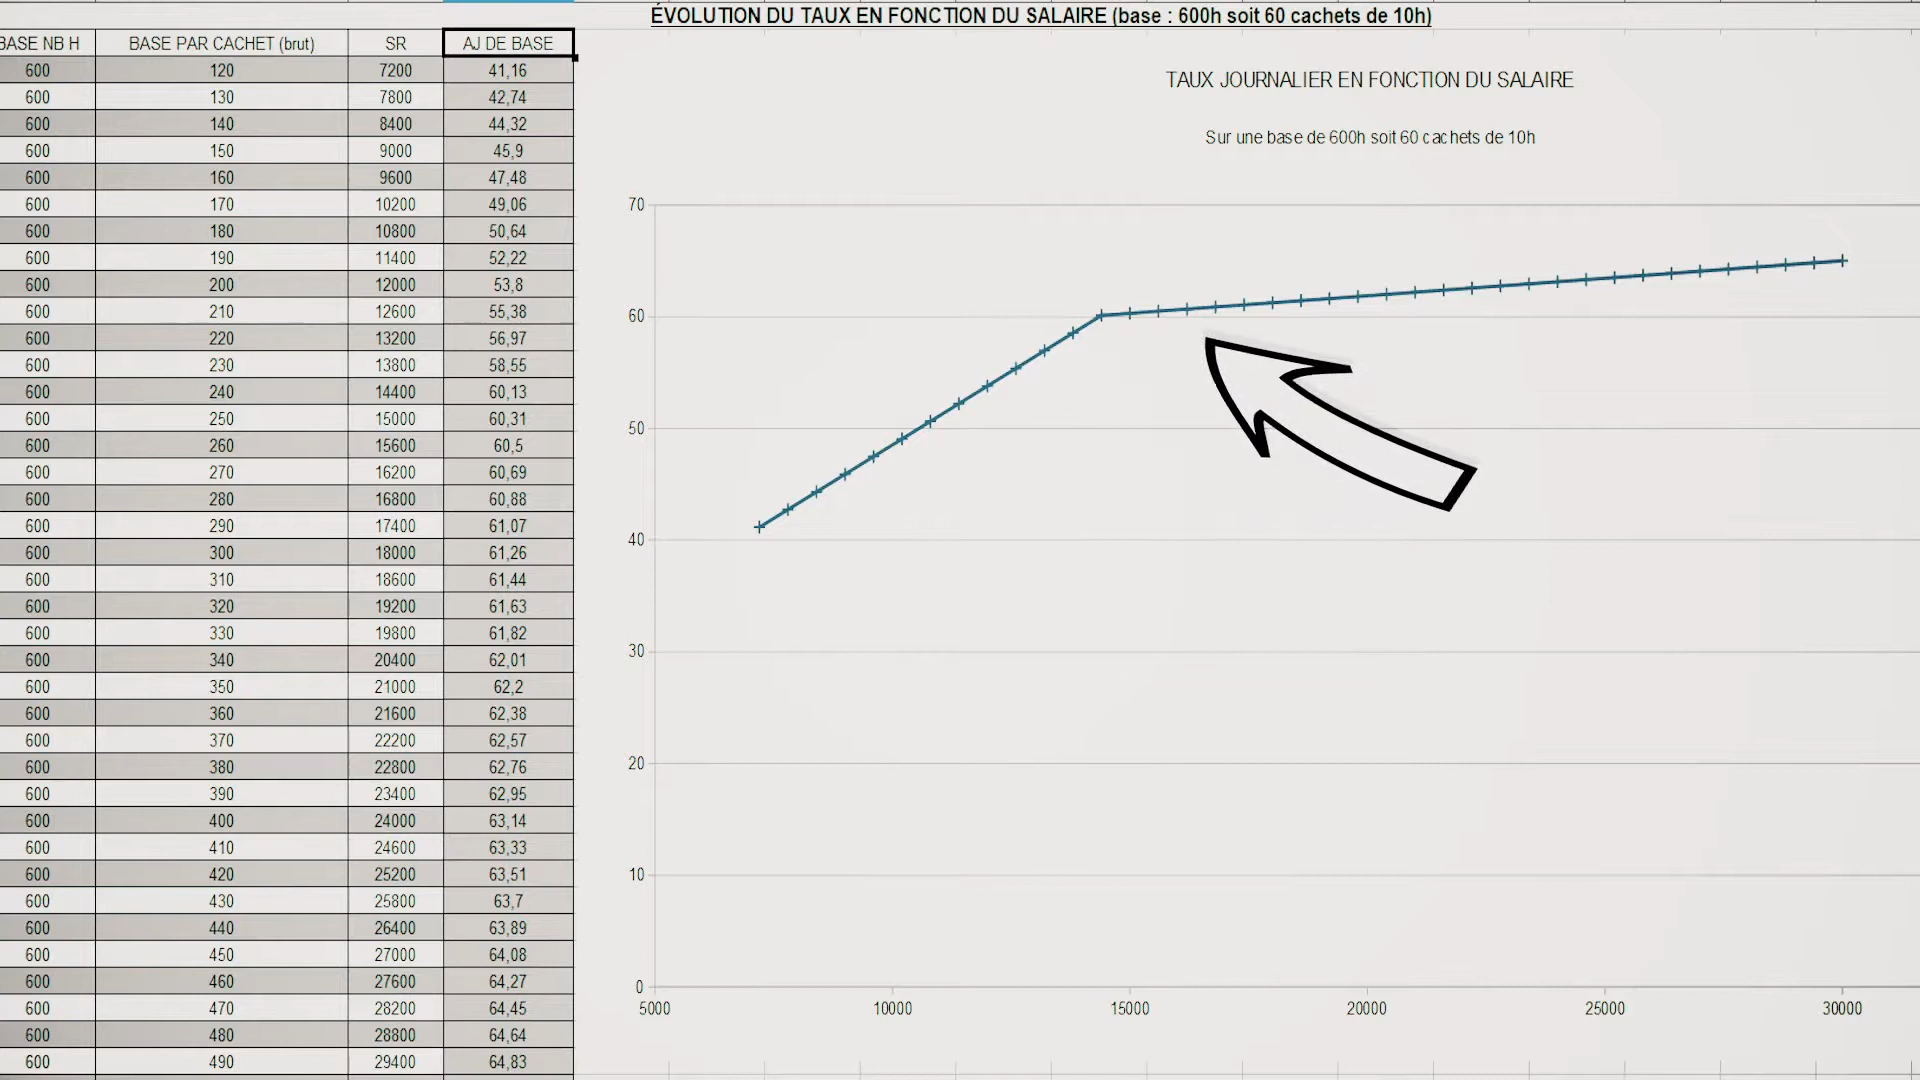 ÉVOLUTION DU TAUX EN FONCTION DU SALAIRE (base : 600h soit 60 cachets de 10h)
BASE NB H BASE PAR CACHET (brut) SR AJ DE BASE
600 120 7200 41,16
600 130 7800 42,74
600 140 8400 44,32
600 150 9000 45,9
600 160 9600 47,48
600 170 10200 49,06
600 180 10800 50,64
600 190 11400 52,22
600 200 12000 53,8
600 210 12600 55,38
600 220 13200 56,97
600 230 13800 58,55
600 240 14400 60,13
600 250 15000 60,31
600 260 15600 60,5
600 270 16200 60,69
600 280 16800 60,88
600 290 17400 61,07
600 300 18000 61,26
600 310 18600 61,44
600 320 19200 61,63
600 330 19800 61,82
600 340 20400 62,01
600 350 21000 62,2
600 360 21600 62,38
600 370 22200 62,57
600 380 22800 62,76
600 390 23400 62,95
600 400 24000 63,14
600 410 24600 63,33
600 420 25200 63,51
600 430 25800 63,7
600 440 26400 63,89
600 450 27000 64,08
600 460 27600 64,27
600 470 28200 64,45
600 480 28800 64,64
600 490 29400 64,83
TAUX JOURNALIER EN FONCTION DU SALAIRE
Sur une base de 600h soit 60 cachets de 10h
70
60
50
40
30
20
10
0
5000 10000 15000 20000 25000 30000